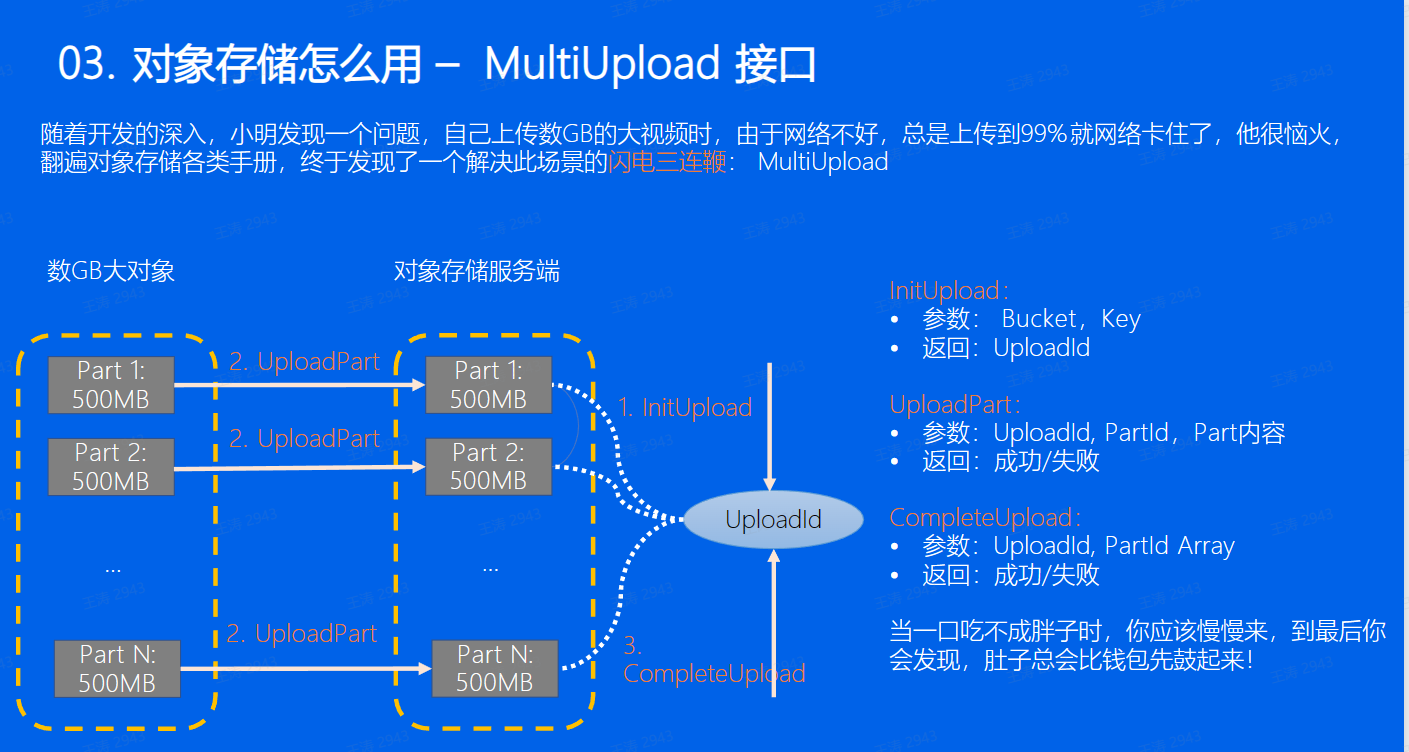 03. 对象存储怎么用 – MultiUpload 接口
随着开发的深入，小明发现一个问题，自己上传数GB的大视频时，由于网络不好，总是上传到99%就网络卡住了，他很恼火，
翻遍对象存储各类手册，终于发现了一个解决此场景的闪电三连鞭： MultiUpload
数GB大对象
对象存储服务端
Part 1:
500MB
2. UploadPart
Part 1:
500MB
Part 2:
500MB
2. UploadPart
Part 2:
500MB
...
...
Part N:
500MB
2. UploadPart
Part N:
500MB
1. InitUpload
UploadId
3.
CompleteUpload
InitUpload：
• 参数： Bucket，Key
• 返回：UploadId
UploadPart：
• 参数：UploadId, PartId，Part内容
• 返回：成功/失败
CompleteUpload：
• 参数：UploadId, PartId Array
• 返回：成功/失败
当一口吃不成胖子时，你应该慢慢来，到最后你
会发现，肚子总会比钱包先鼓起来！
王涛 2943